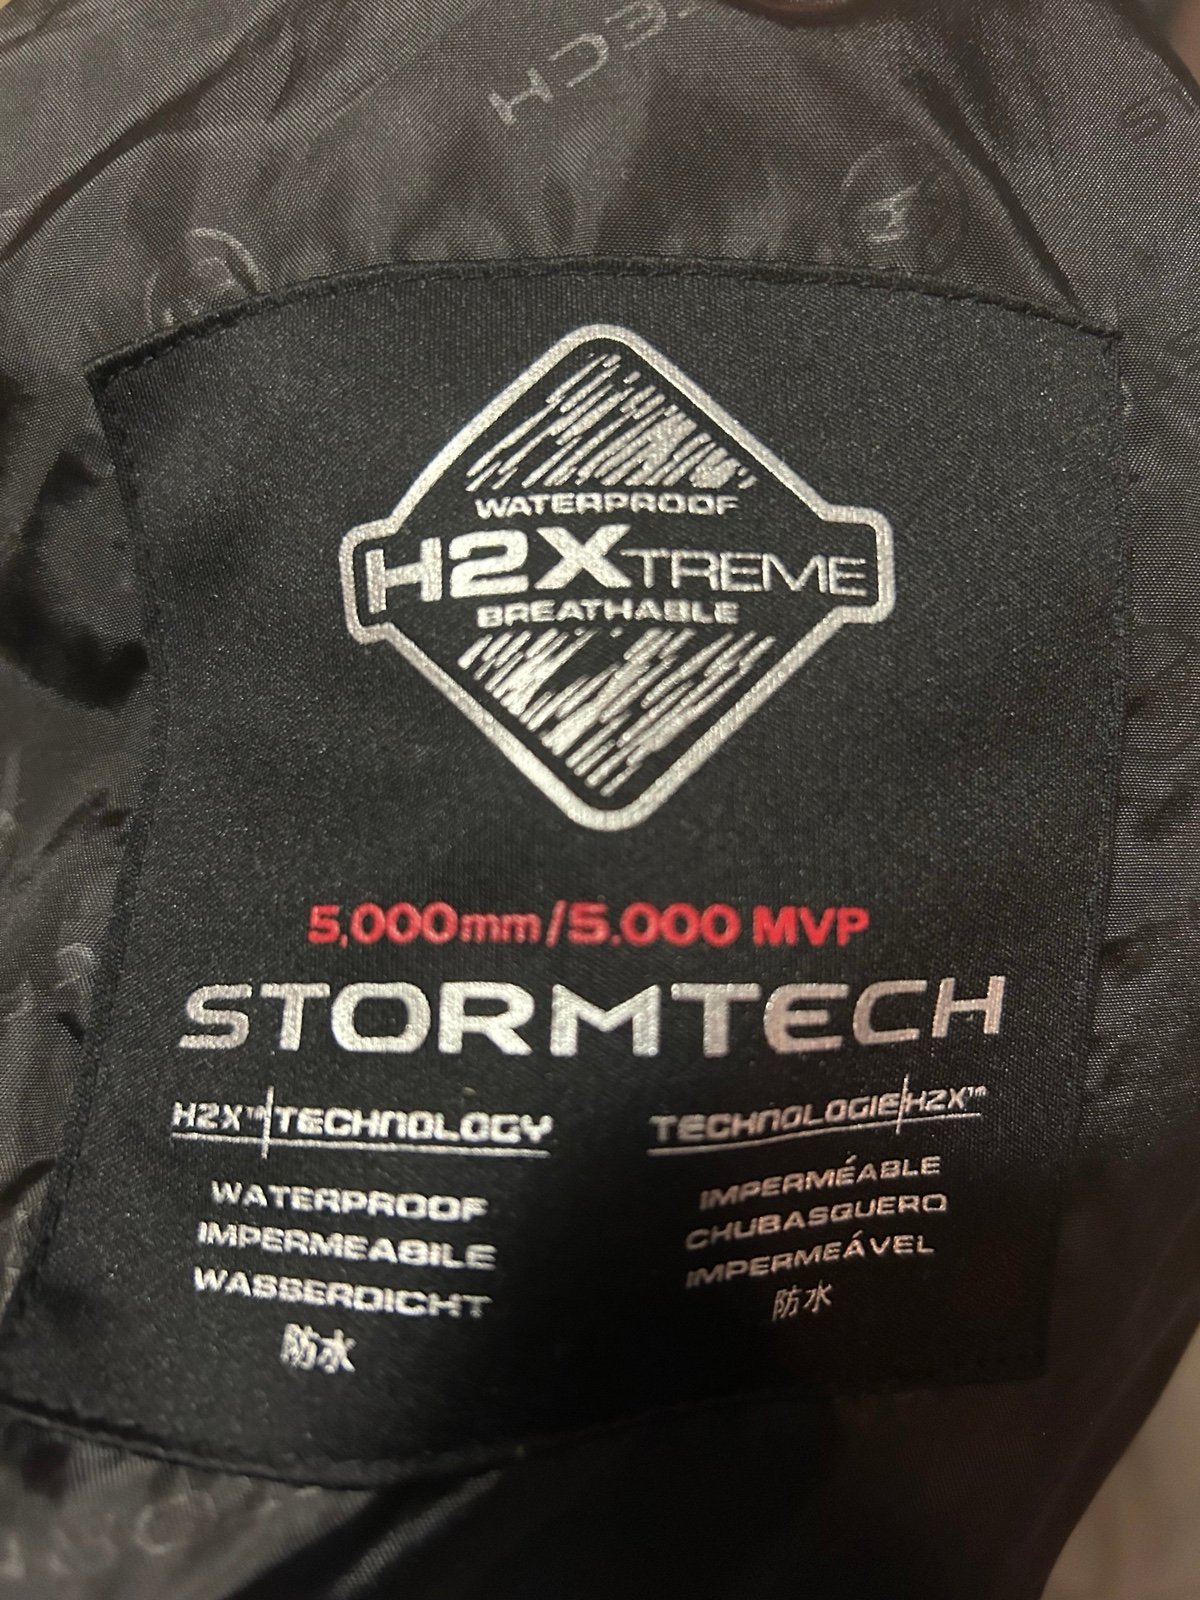 TECH
WATERPROOF
H2XTREME
BREATHABLE
5,000mm/5.000 MVP
STORMTECH
H2X™ TECHNOLOGY
WATERPROOF
IMPERMEABILE
WASSERDICHT
防水
TECHNOLOGIE H2X™
IMPERMÉABLE
CHUBASQUERO
IMPERMEÁVEL
防水